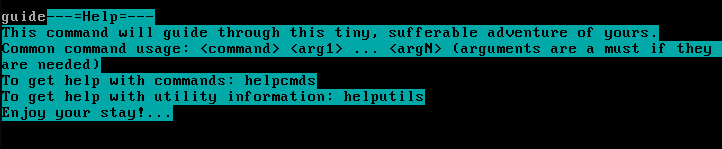 guide---=Help=---
This command will guide through this tiny, sufferable adventure of yours.
Common command usage: <command> <arg1> ... <argN> (arguments are a must if they
are needed)
To get help with commands: helpcmds
To get help with utility information: helputils
Enjoy your stay!...